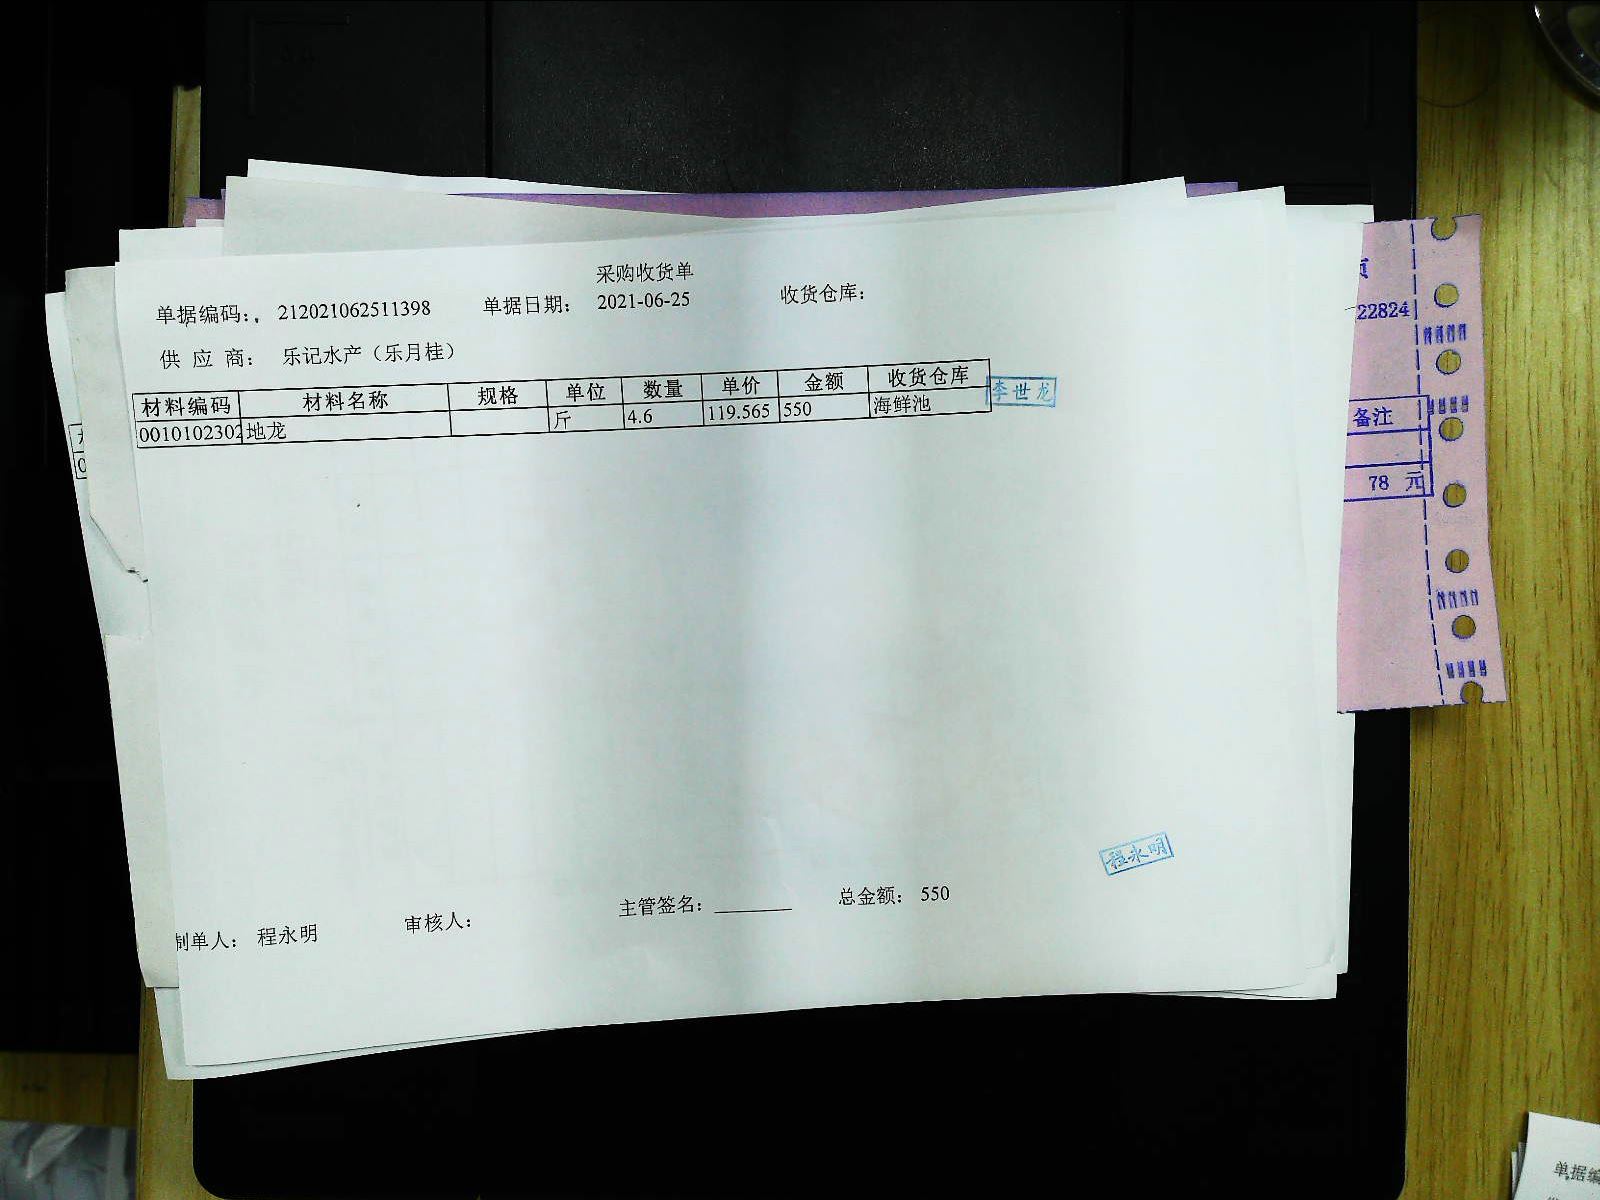 采购收货单
单据编码： 212021062511398 单据日期： 2021-06-25 收货仓库：
供 应 商： 乐记水产（乐月桂）
材料编码 材料名称 规格 单位 数量 单价 金额 收货仓库
0010102302 地龙 斤 4.6 119.565 550 海鲜池
李世龙
程永明
制单人： 程永明 审核人： 主管签名： 总金额： 550
22824
备注
78 元
单据编